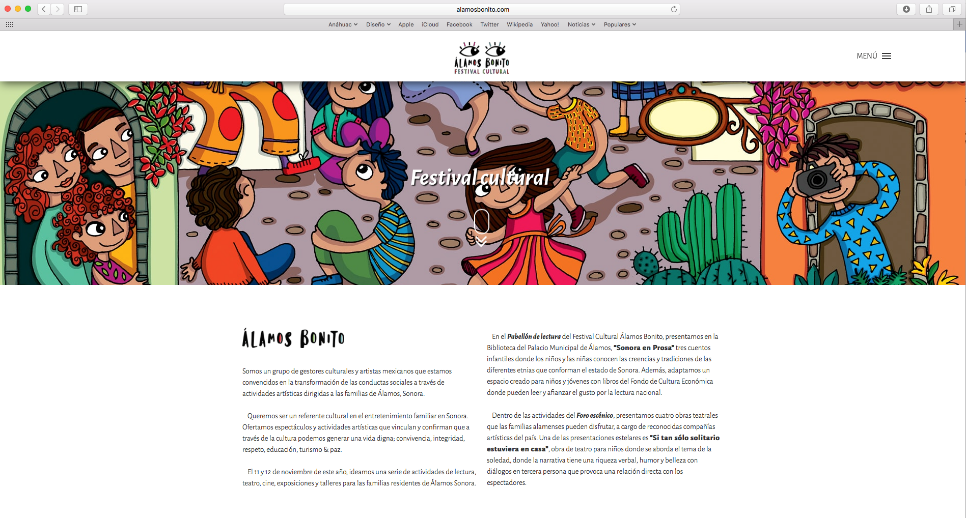 alamosbonito.com
Anáhuac Diseño Apple iCloud Facebook Twitter Wikipedia Yahoo! Noticias Populares
ÁLAMOS BONITO
FESTIVAL CULTURAL
MENÚ
Festival cultural
ÁLAMOS BONITO
Somos un grupo de gestores culturales y artistas mexicanos que estamos
convencidos en la transformación de las conductas sociales a través de
actividades artísticas dirigidas a las familias de Álamos, Sonora.
Queremos ser un referente cultural en el entretenimiento familiar en Sonora.
Ofertamos espectáculos y actividades artísticas que vinculan y confirman que a
través de la cultura podemos generar una vida digna: convivencia, integridad,
respeto, educación, turismo & paz.
El 11 y 12 de noviembre de este año, ideamos una serie de actividades de lectura,
teatro, cine, exposiciones y talleres para las familias residentes de Álamos Sonora.
En el Pabellón de lectura del Festival Cultural Álamos Bonito, presentamos en la
Biblioteca del Palacio Municipal de Álamos, "Sonora en Prosa" tres cuentos
infantiles donde los niños y las niñas conocen las creencias y tradiciones de las
diferentes etnias que conforman el estado de Sonora. Además, adaptamos un
espacio creado para niños y jóvenes con libros del Fondo de Cultura Económica
donde pueden leer y afianzar el gusto por la lectura nacional.
Dentro de las actividades del Foro escénico, presentamos cuatro obras teatrales
que las familias alamenses pueden disfrutar, a cargo de reconocidas compañías
artísticas del país. Una de las presentaciones estelares es "Si tan sólo solitario
estuviera en casa", obra de teatro para niños donde se aborda el tema de la
soledad, donde la narrativa tiene una riqueza verbal, humor y belleza con
diálogos en tercera persona que provoca una relación directa con los
espectadores.